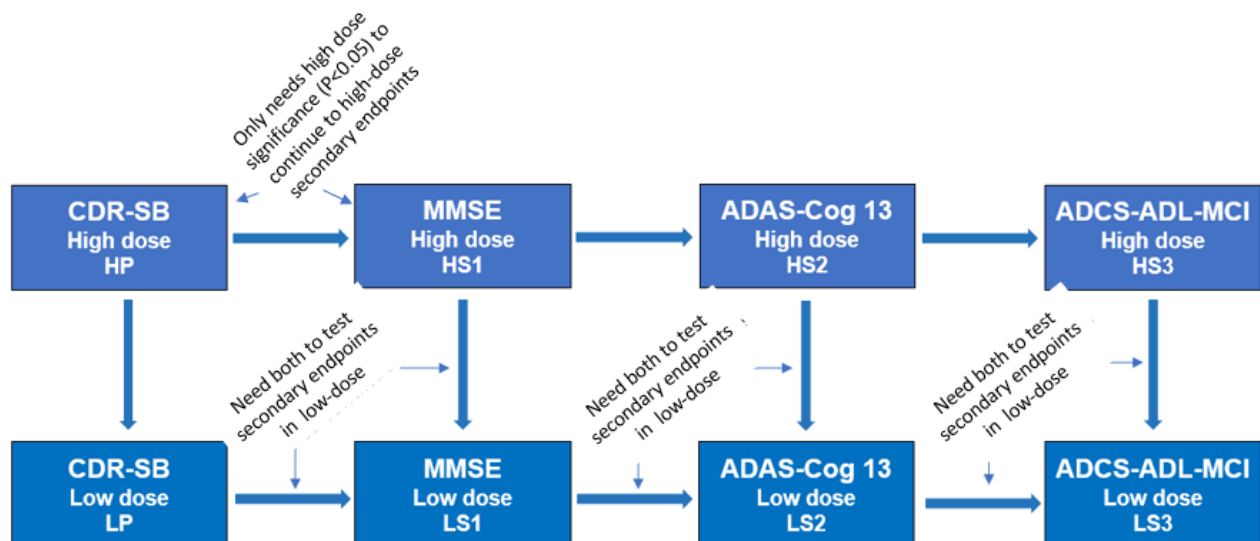 Only needs high dose
significance (P<0.05) to
continue to high-dose
secondary endpoints
CDR-SB
High dose
HP
MMSE
High dose
HS1
ADAS-Cog 13
High dose
HS2
ADCS-ADL-MCI
High dose
HS3
Need both to test
secondary endpoints
in low-dose
Need both to test
secondary endpoints
in low-dose
Need both to test
secondary endpoints
in low-dose
CDR-SB
Low dose
LP
MMSE
Low dose
LS1
ADAS-Cog 13
Low dose
LS2
ADCS-ADL-MCI
Low dose
LS3